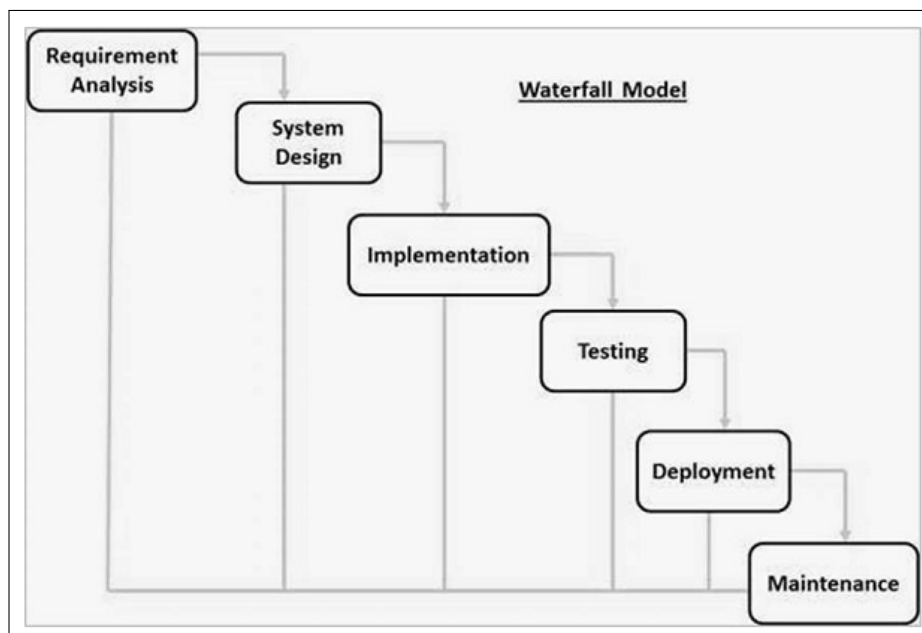 Requirement
Analysis
Waterfall Model
System
Design
Implementation
Testing
Deployment
Maintenance